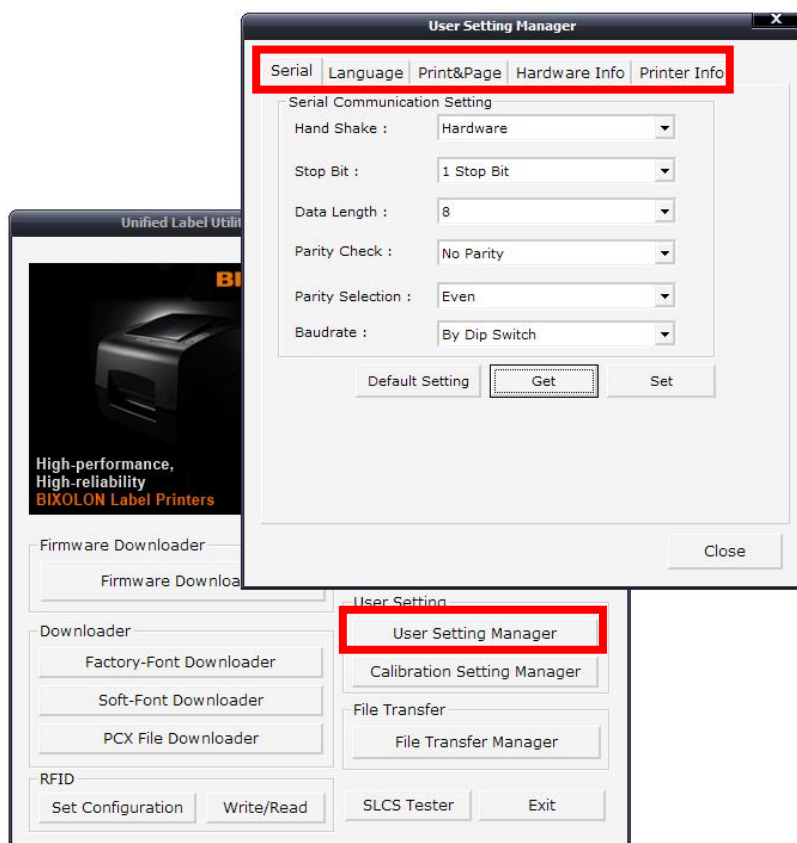 User Setting Manager
X
Serial Language Print&Page Hardware Info Printer Info
Serial Communication Setting
Hand Shake : Hardware
Stop Bit : 1 Stop Bit
Data Length : 8
Parity Check : No Parity
Parity Selection : Even
Baudrate : By Dip Switch
Default Setting Get Set
Close
Unified Label
High-performance,
High-reliability
BIXOLON Label Printers
Firmware Downloader
Firmware
Downloader
Factory-Font Downloader
Soft-Font Downloader
PCX File Downloader
RFID
Set Configuration Write/Read
User Setting
User Setting Manager
Calibration Setting Manager
File Transfer
File Transfer Manager
SLCS Tester Exit